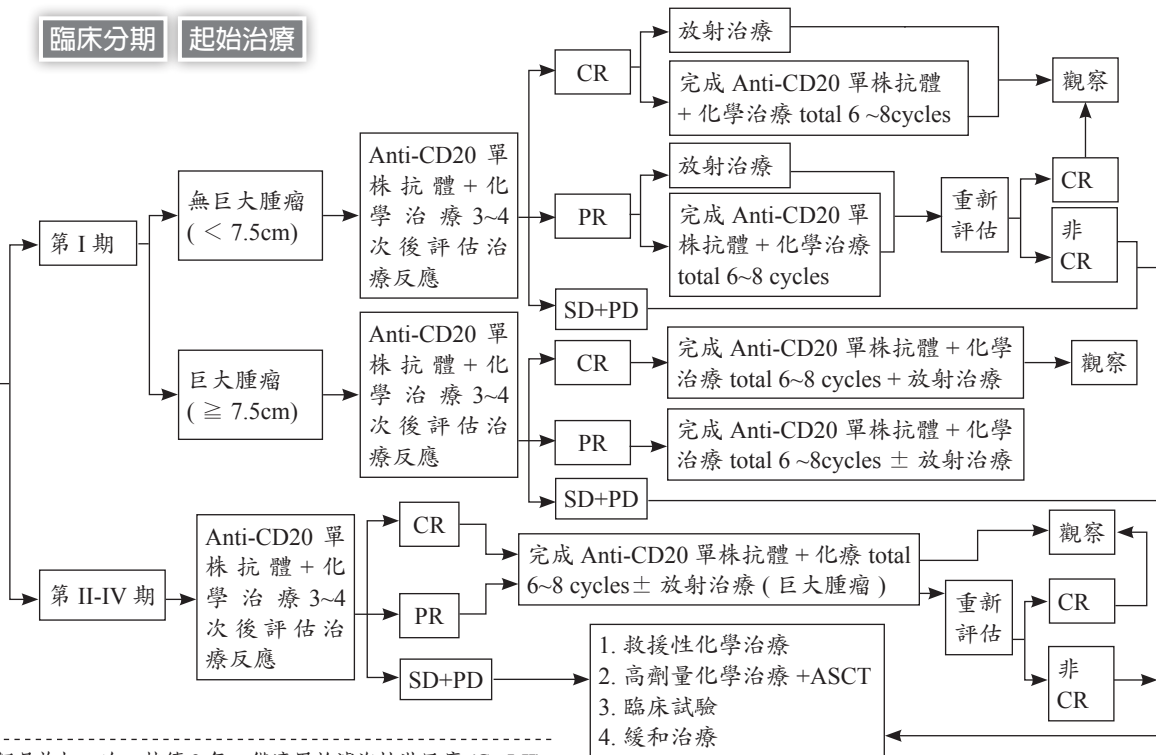 臨床分期
起始治療
第 I 期
無巨大腫瘤
( < 7.5cm)
Anti-CD20 單
株抗體+化
學治療3~4
次後評估治
療反應
CR
放射治療
完成 Anti-CD20 單株抗體
+ 化學治療 total 6 ~8cycles
觀察
PR
放射治療
完成 Anti-CD20 單
株抗體+化學治療
total 6~8 cycles
重新
評估
CR
非
CR
SD+PD
巨大腫瘤
( ≧ 7.5cm)
Anti-CD20 單
株抗體+化
學治療3~4
次後評估治
療反應
CR
完成 Anti-CD20 單株抗體+化學
治療 total 6~8 cycles + 放射治療
觀察
PR
完成 Anti-CD20 單株抗體+化學
治療 total 6 ~8cycles ± 放射治療
SD+PD
第 II-IV 期
Anti-CD20 單
株抗體+化
學治療3~4
次後評估治
療反應
CR
PR
完成 Anti-CD20 單株抗體+化療 total
6~8 cycles± 放射治療 ( 巨大腫瘤 )
觀察
重新
評估
CR
非
CR
SD+PD
1. 救援性化學治療
2. 高劑量化學治療 +ASCT
3. 臨床試驗
4. 緩和治療